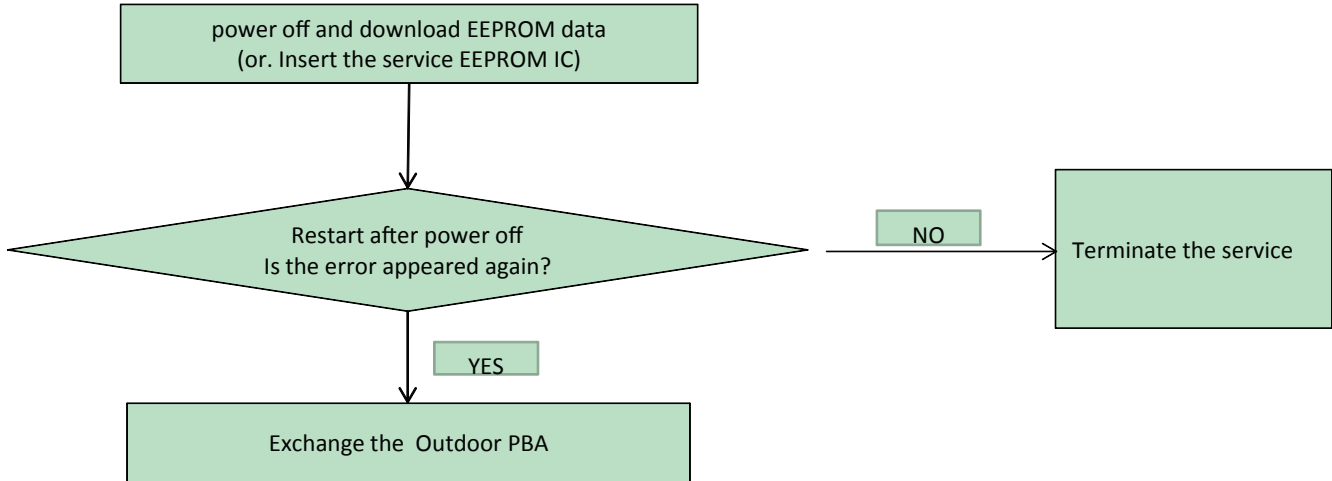 power off and download EEPROM data
(or. Insert the service EEPROM IC)
Restart after power off
Is the error appeared again?
NO
Terminate the service
YES
Exchange the Outdoor PBA